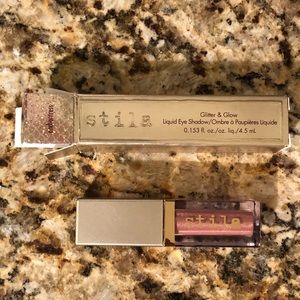 stila
Glitter & Glow
Liquid Eye Shadow/Ombre à Paupières Liquide
0.153 fl. oz./oz. liq./4.5 mL
stila